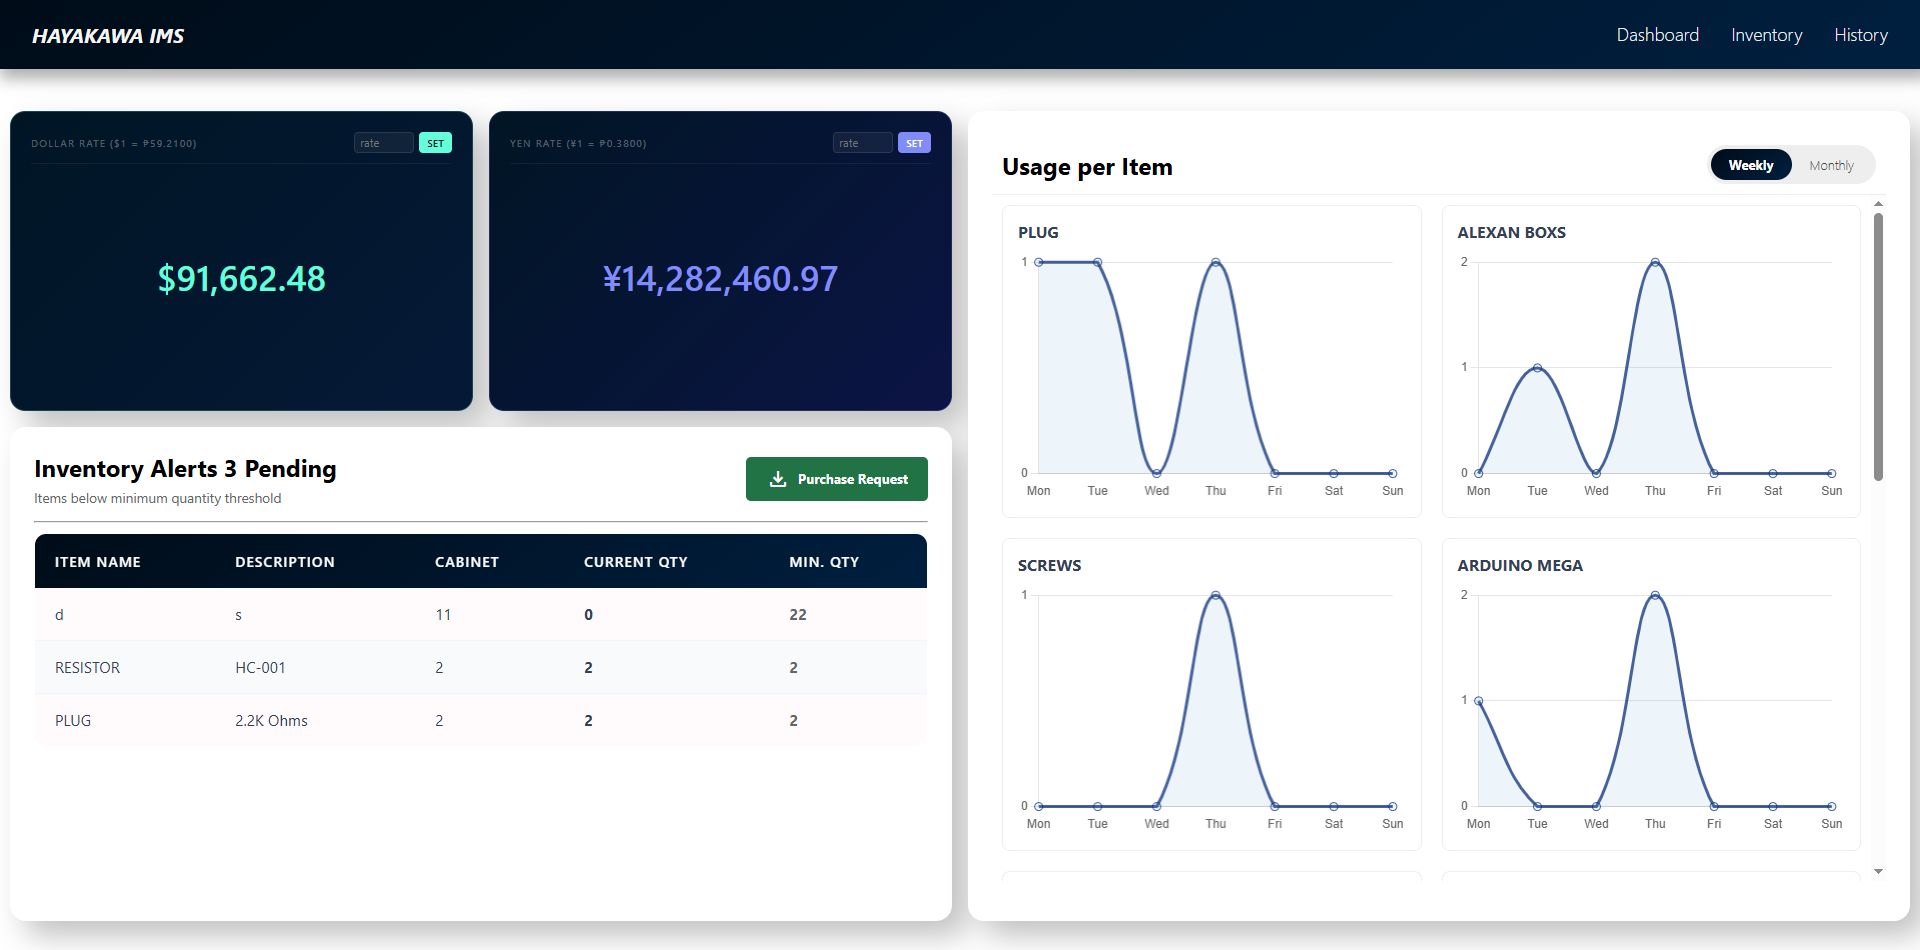 HAYAKAWA IMS
Dashboard Inventory History
DOLLAR RATE ($1 = ₱59.2100)
rate
SET
$91,662.48
YEN RATE (¥1 = ₱0.3800)
rate
SET
¥14,282,460.97
Inventory Alerts 3 Pending
Items below minimum quantity threshold
Purchase Request
ITEM NAME DESCRIPTION CABINET CURRENT QTY MIN. QTY
d s 11 0 22
RESISTOR HC-001 2 2 2
PLUG 2.2K Ohms 2 2 2
Usage per Item
Weekly Monthly
PLUG
1
0
Mon Tue Wed Thu Fri Sat Sun
ALEXAN BOXS
2
1
0
Mon Tue Wed Thu Fri Sat Sun
SCREWS
1
0
Mon Tue Wed Thu Fri Sat Sun
ARDUINO MEGA
2
1
0
Mon Tue Wed Thu Fri Sat Sun